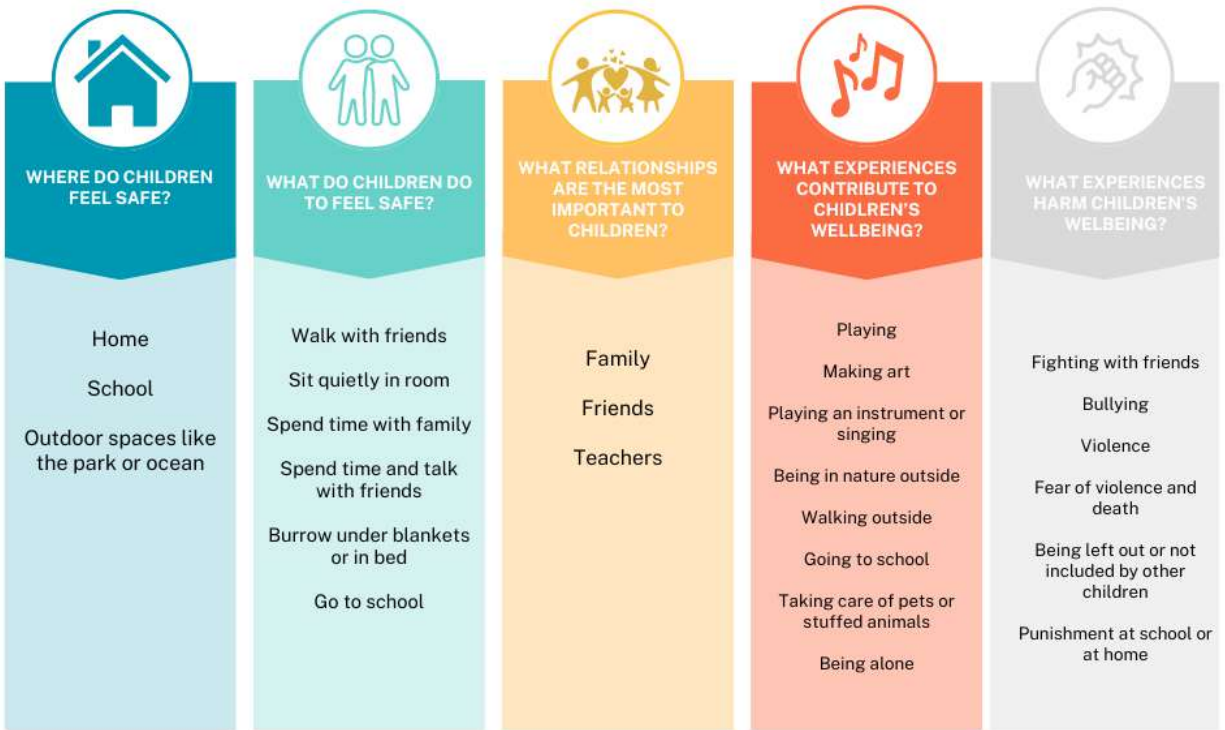 WHERE DO CHILDREN
FEEL SAFE?
Home
School
Outdoor spaces like
the park or ocean
WHAT DO CHILDREN DO
TO FEEL SAFE?
Walk with friends
Sit quietly in room
Spend time with family
Spend time and talk
with friends
Burrow under blankets
or in bed
Go to school
WHAT RELATIONSHIPS
ARE THE MOST
IMPORTANT TO
CHILDREN?
Family
Friends
Teachers
WHAT EXPERIENCES
CONTRIBUTE TO
CHIDLREN'S
WELLBEING?
Playing
Making art
Playing an instrument or
singing
Being in nature outside
Walking outside
Going to school
Taking care of pets or
stuffed animals
Being alone
WHAT EXPERIENCES
HARM CHILDREN'S
WELBEING?
Fighting with friends
Bullying
Violence
Fear of violence and
death
Being left out or not
included by other
children
Punishment at school or
at home